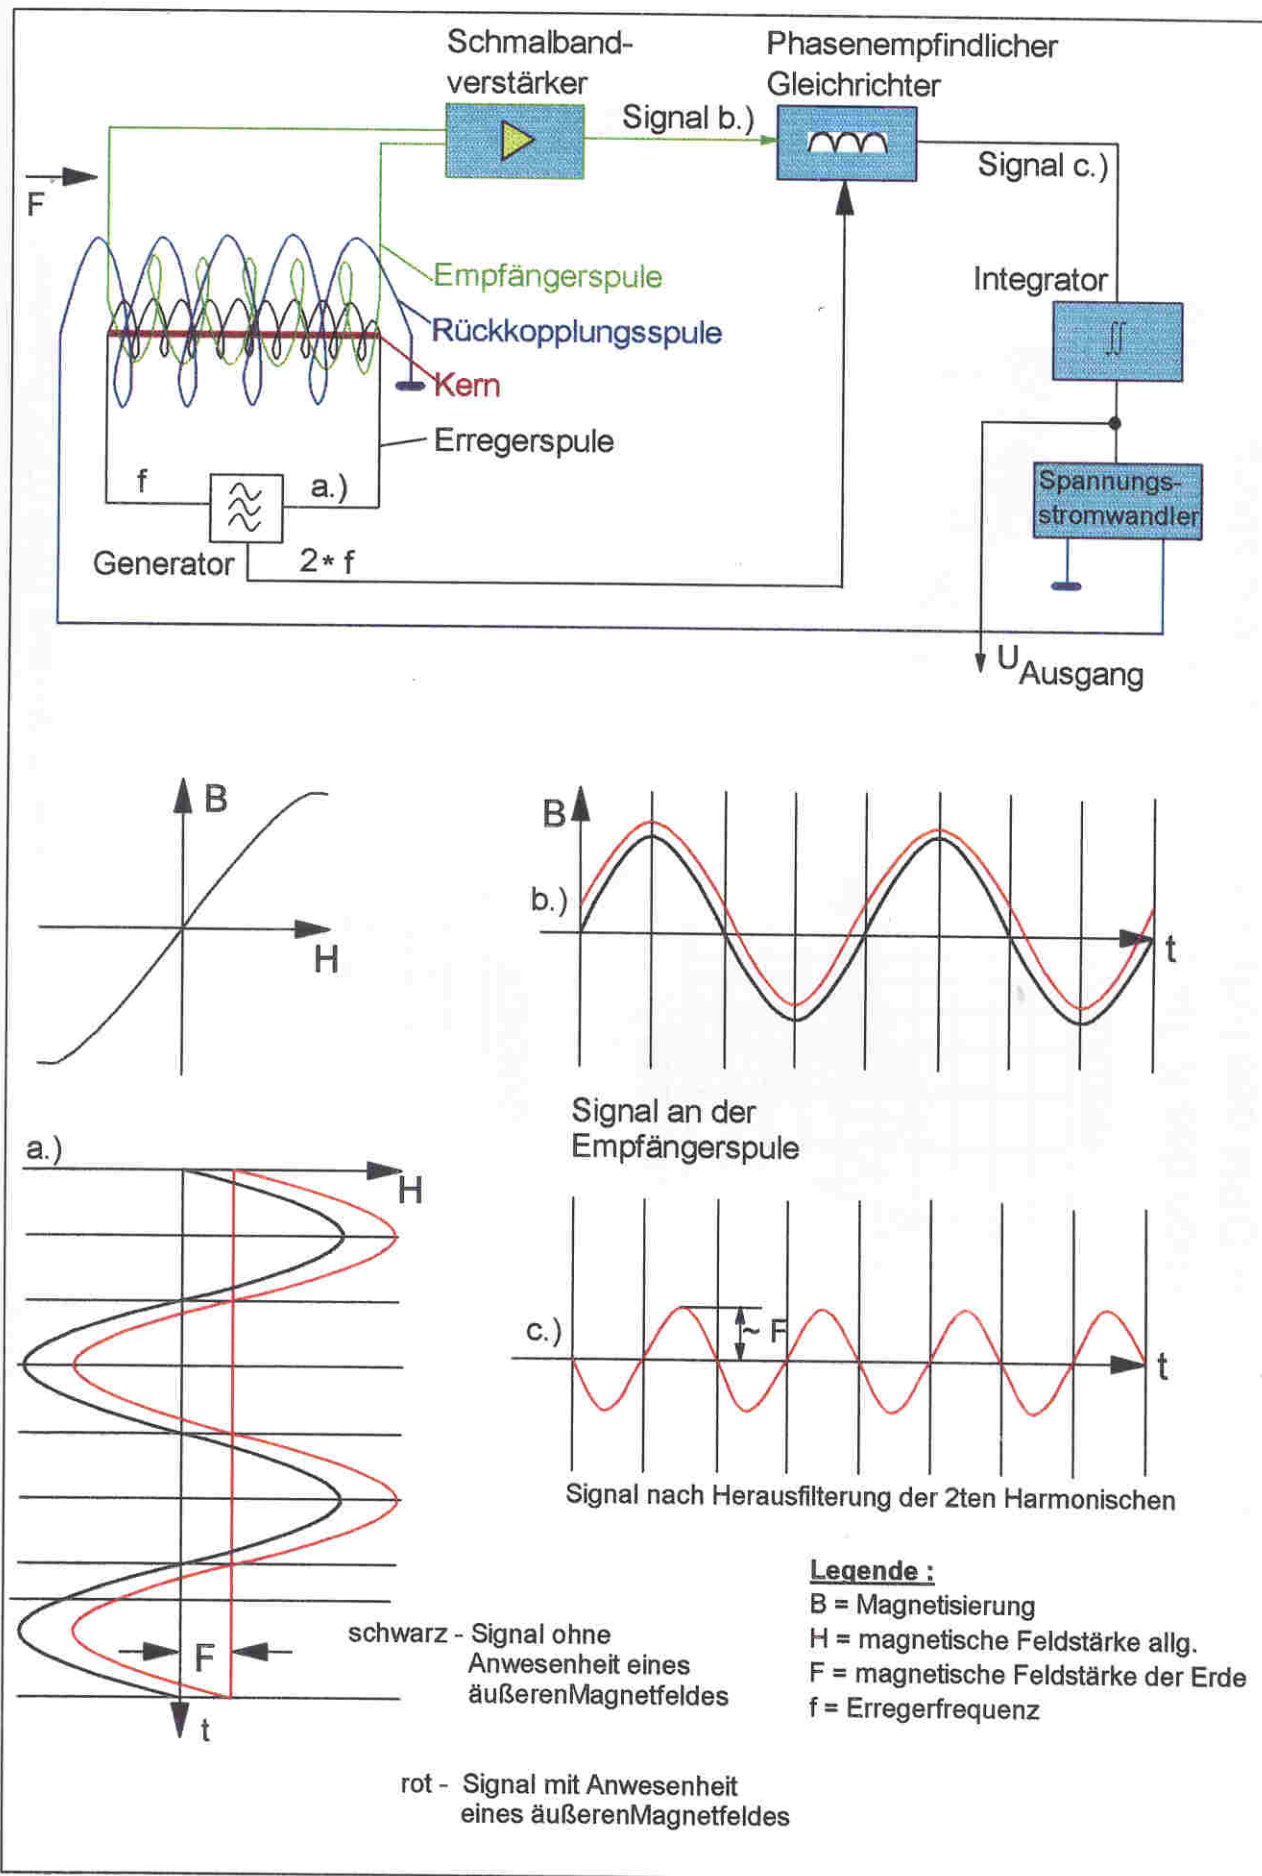 Schmalband-
verstärker
Phasenempfindlicher
Gleichrichter
Signal b.)
Signal c.)
F
Empfängerspule
Integrator
∬
Rückkopplungsspule
Kern
Erregerspule
f
a.)
Spannungs-
stromwandler
Generator
2* f
U Ausgang
B
H
B
b.)
t
Signal an der
Empfängerspule
a.)
H
c.)
~ F
t
Signal nach Herausfilterung der 2ten Harmonischen
F
t
schwarz - Signal ohne
Anwesenheit eines
äußerenMagnetfeldes
rot - Signal mit Anwesenheit
eines äußerenMagnetfeldes
Legende :
B = Magnetisierung
H = magnetische Feldstärke allg.
F = magnetische Feldstärke der Erde
f = Erregerfrequenz